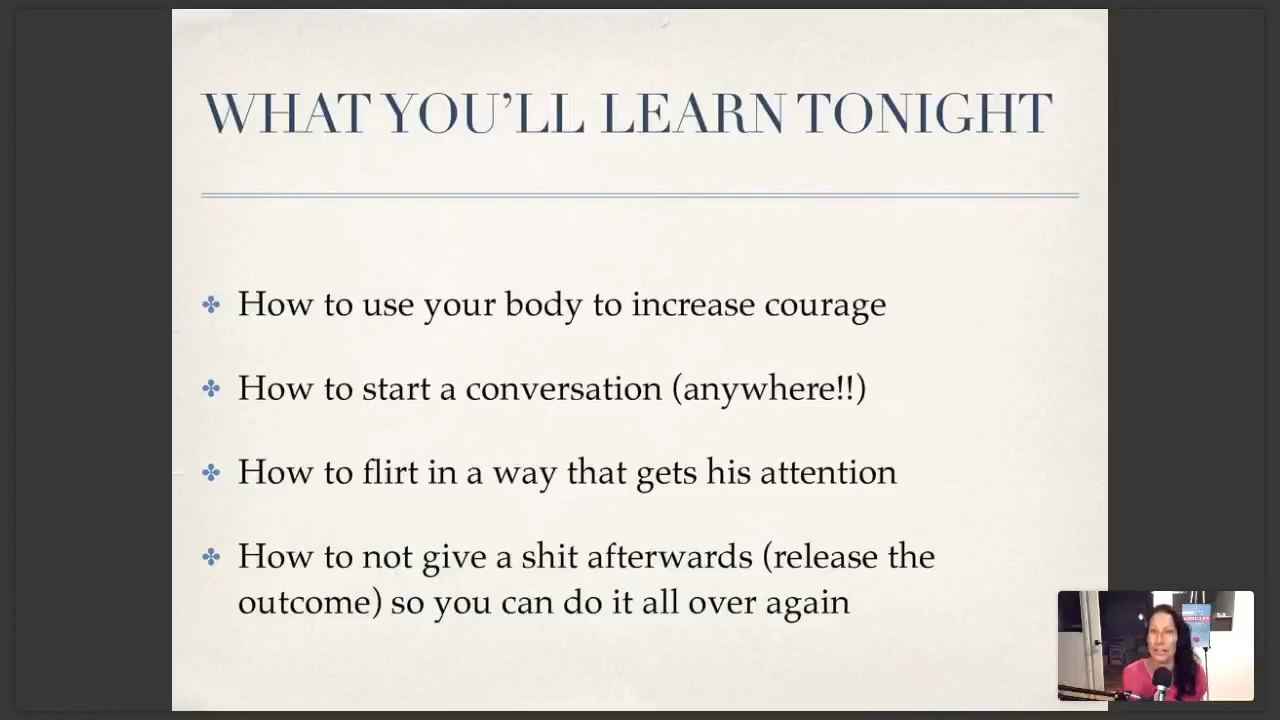 WHAT YOU'LL LEARN TONIGHT
How to use your body to increase courage
How to start a conversation (anywhere!!)
How to flirt in a way that gets his attention
How to not give a shit afterwards (release the
outcome) so you can do it all over again